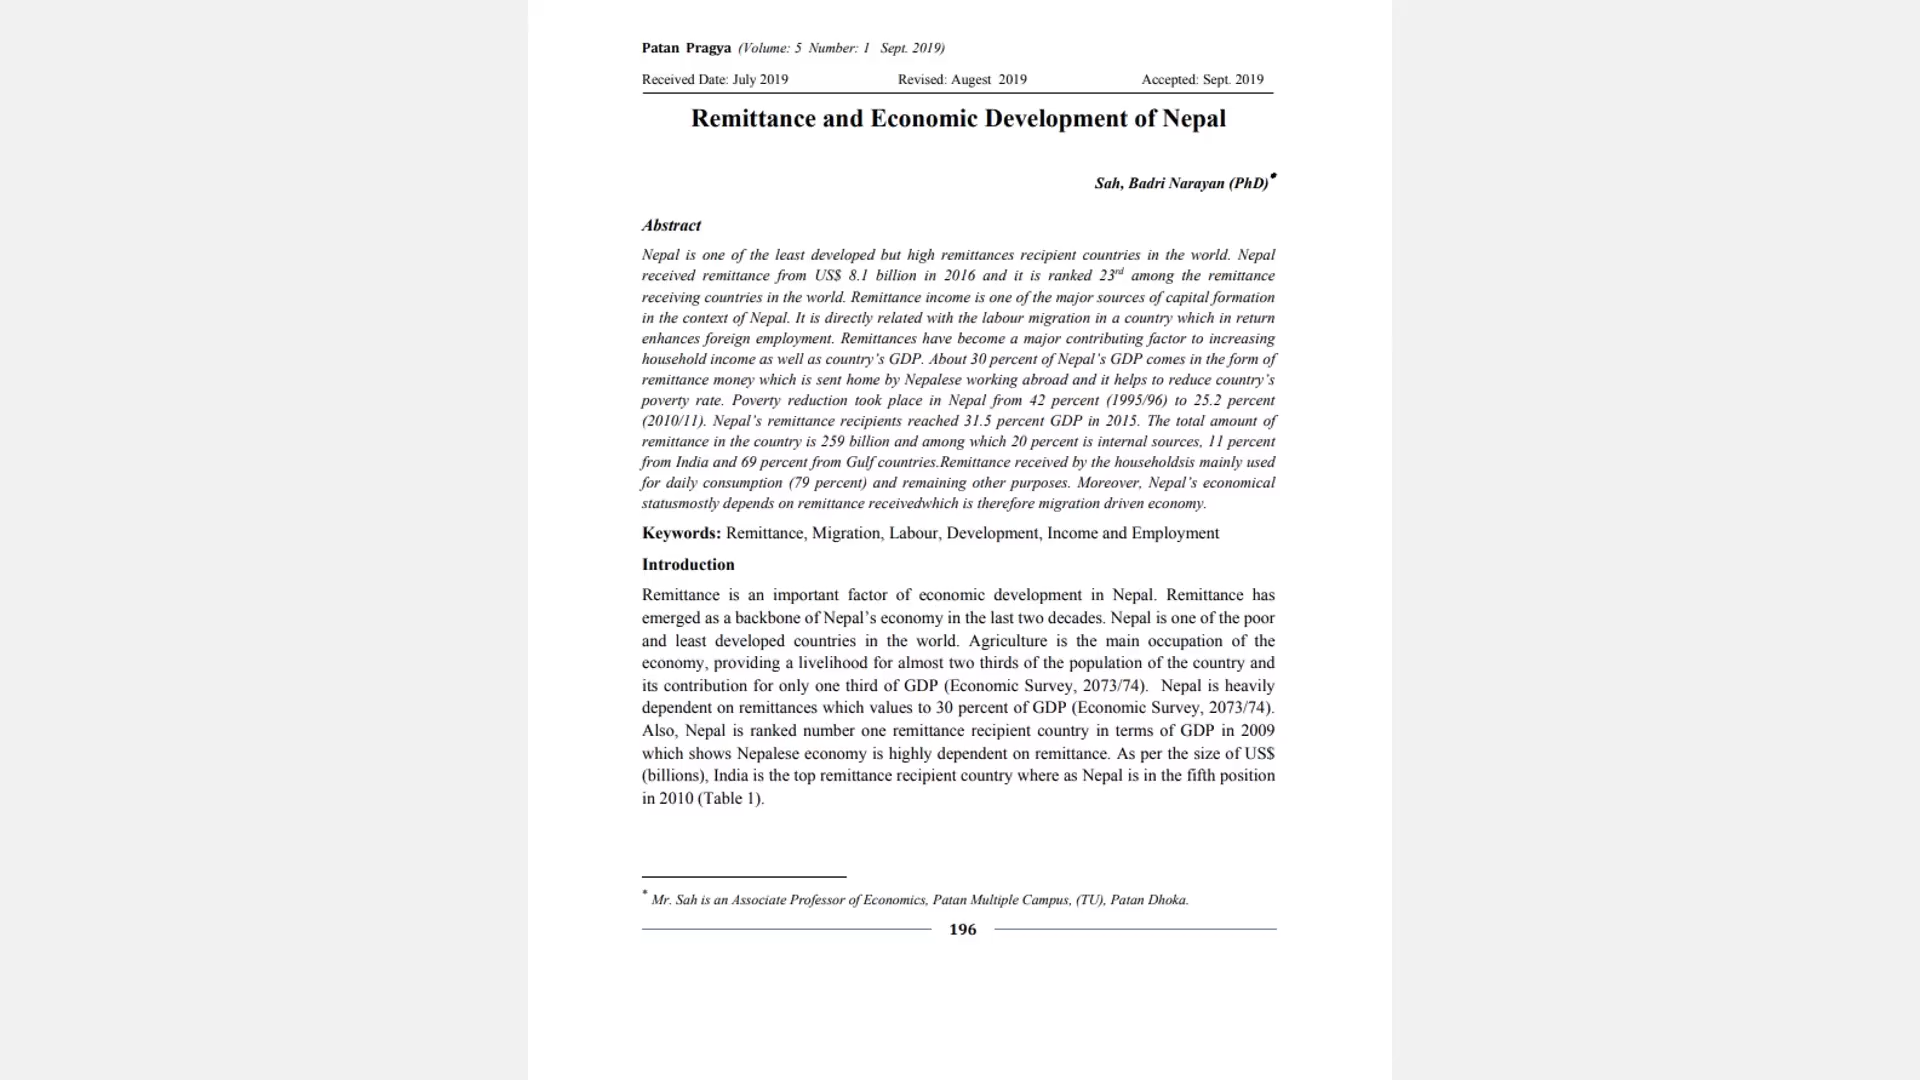 Patan Pragya (Volume: 5 Number: 1 Sept. 2019)
Received Date: July 2019 Revised: Augest 2019 Accepted: Sept. 2019
Remittance and Economic Development of Nepal
Sah, Badri Narayan (PhD)*
Abstract
Nepal is one of the least developed but high remittances recipient countries in the world. Nepal
received remittance from US$ 8.1 billion in 2016 and it is ranked 23rd among the remittance
receiving countries in the world. Remittance income is one of the major sources of capital formation
in the context of Nepal. It is directly related with the labour migration in a country which in return
enhances foreign employment. Remittances have become a major contributing factor to increasing
household income as well as country’s GDP. About 30 percent of Nepal’s GDP comes in the form of
remittance money which is sent home by Nepalese working abroad and it helps to reduce country’s
poverty rate. Poverty reduction took place in Nepal from 42 percent (1995/96) to 25.2 percent
(2010/11). Nepal’s remittance recipients reached 31.5 percent GDP in 2015. The total amount of
remittance in the country is 259 billion and among which 20 percent is internal sources, 11 percent
from India and 69 percent from Gulf countries.Remittance received by the householdsis mainly used
for daily consumption (79 percent) and remaining other purposes. Moreover, Nepal’s economical
statusmostly depends on remittance receivedwhich is therefore migration driven economy.
Keywords: Remittance, Migration, Labour, Development, Income and Employment
Introduction
Remittance is an important factor of economic development in Nepal. Remittance has
emerged as a backbone of Nepal’s economy in the last two decades. Nepal is one of the poor
and least developed countries in the world. Agriculture is the main occupation of the
economy, providing a livelihood for almost two thirds of the population of the country and
its contribution for only one third of GDP (Economic Survey, 2073/74). Nepal is heavily
dependent on remittances which values to 30 percent of GDP (Economic Survey, 2073/74).
Also, Nepal is ranked number one remittance recipient country in terms of GDP in 2009
which shows Nepalese economy is highly dependent on remittance. As per the size of US$
(billions), India is the top remittance recipient country where as Nepal is in the fifth position
in 2010 (Table 1).
* Mr. Sah is an Associate Professor of Economics, Patan Multiple Campus, (TU), Patan Dhoka.
196